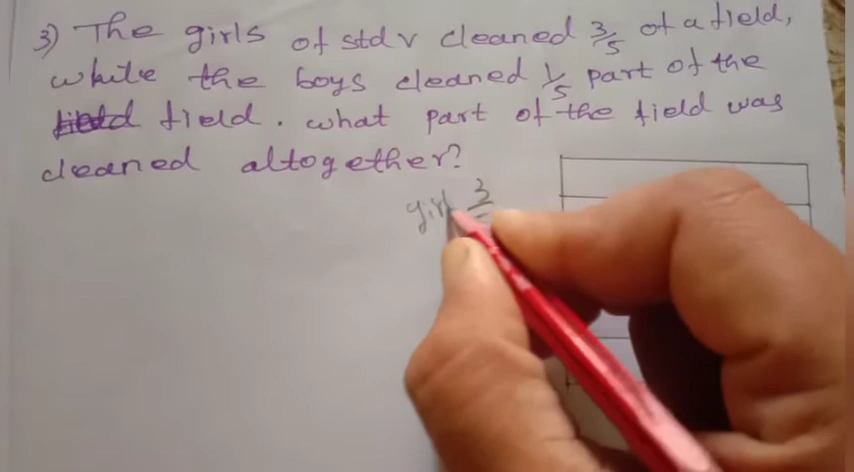 3) The girls of std v cleaned 3/5 of a field,
while the boys cleaned 1/5 part of the
field . what part of the field was
cleaned altogether?
girl 3